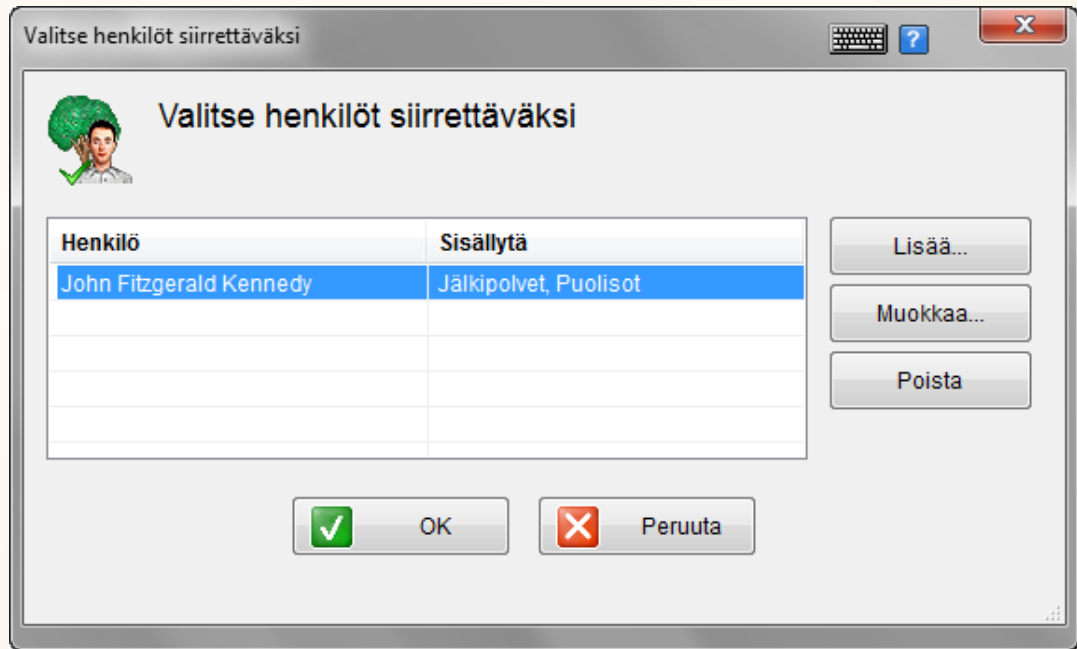 Valitse henkilöt siirrettäväksi
?
Valitse henkilöt siirrettäväksi
Henkilö Sisällytä
John Fitzgerald Kennedy Jälkipolvet, Puolisot
Lisää...
Muokkaa...
Poista
OK Peruuta